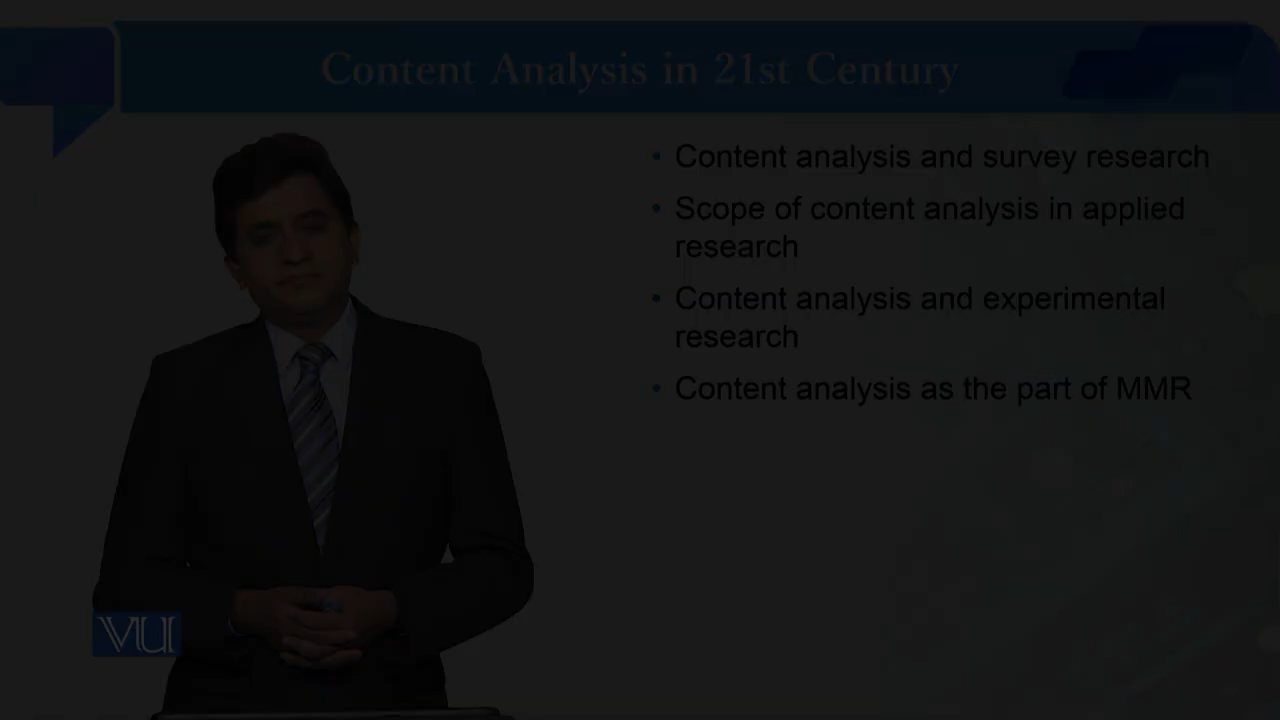 Content Analysis in 21st Century
• Content analysis and survey research
• Scope of content analysis in applied
research
• Content analysis and experimental
research
• Content analysis as the part of MMR
VU